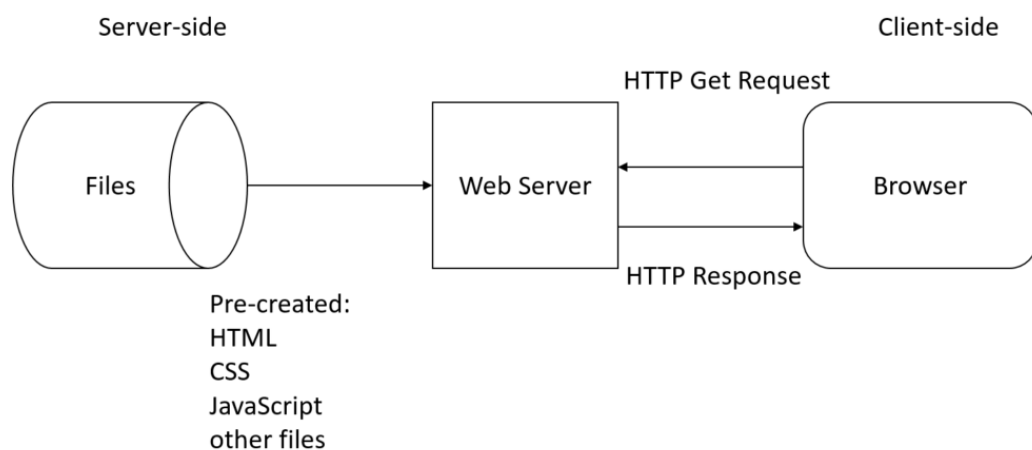 Server-side
Client-side
HTTP Get Request
Files
Web Server
Browser
HTTP Response
Pre-created:
HTML
CSS
JavaScript
other files